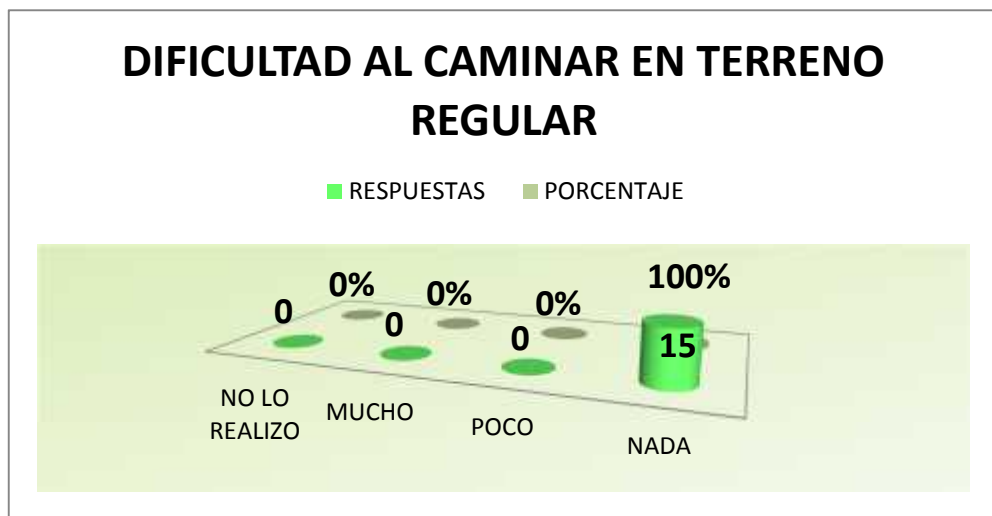 DIFICULTAD AL CAMINAR EN TERRENO
REGULAR
RESPUESTAS PORCENTAJE
0 0% 0 0% 0 0% 15 100%
NO LO
REALIZO
MUCHO
POCO
NADA